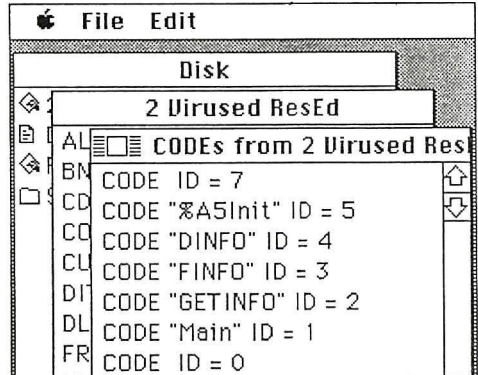 File Edit
Disk
2 Virused ResEd
CODEs from 2 Virused Res
AL
BN
CD
CO
CU
DIT
DL
FR
CODE ID = 7
CODE "%A5Init" ID = 5
CODE "DINFO" ID = 4
CODE "FINFO" ID = 3
CODE "GETINFO" ID = 2
CODE "Main" ID = 1
CODE ID = 0